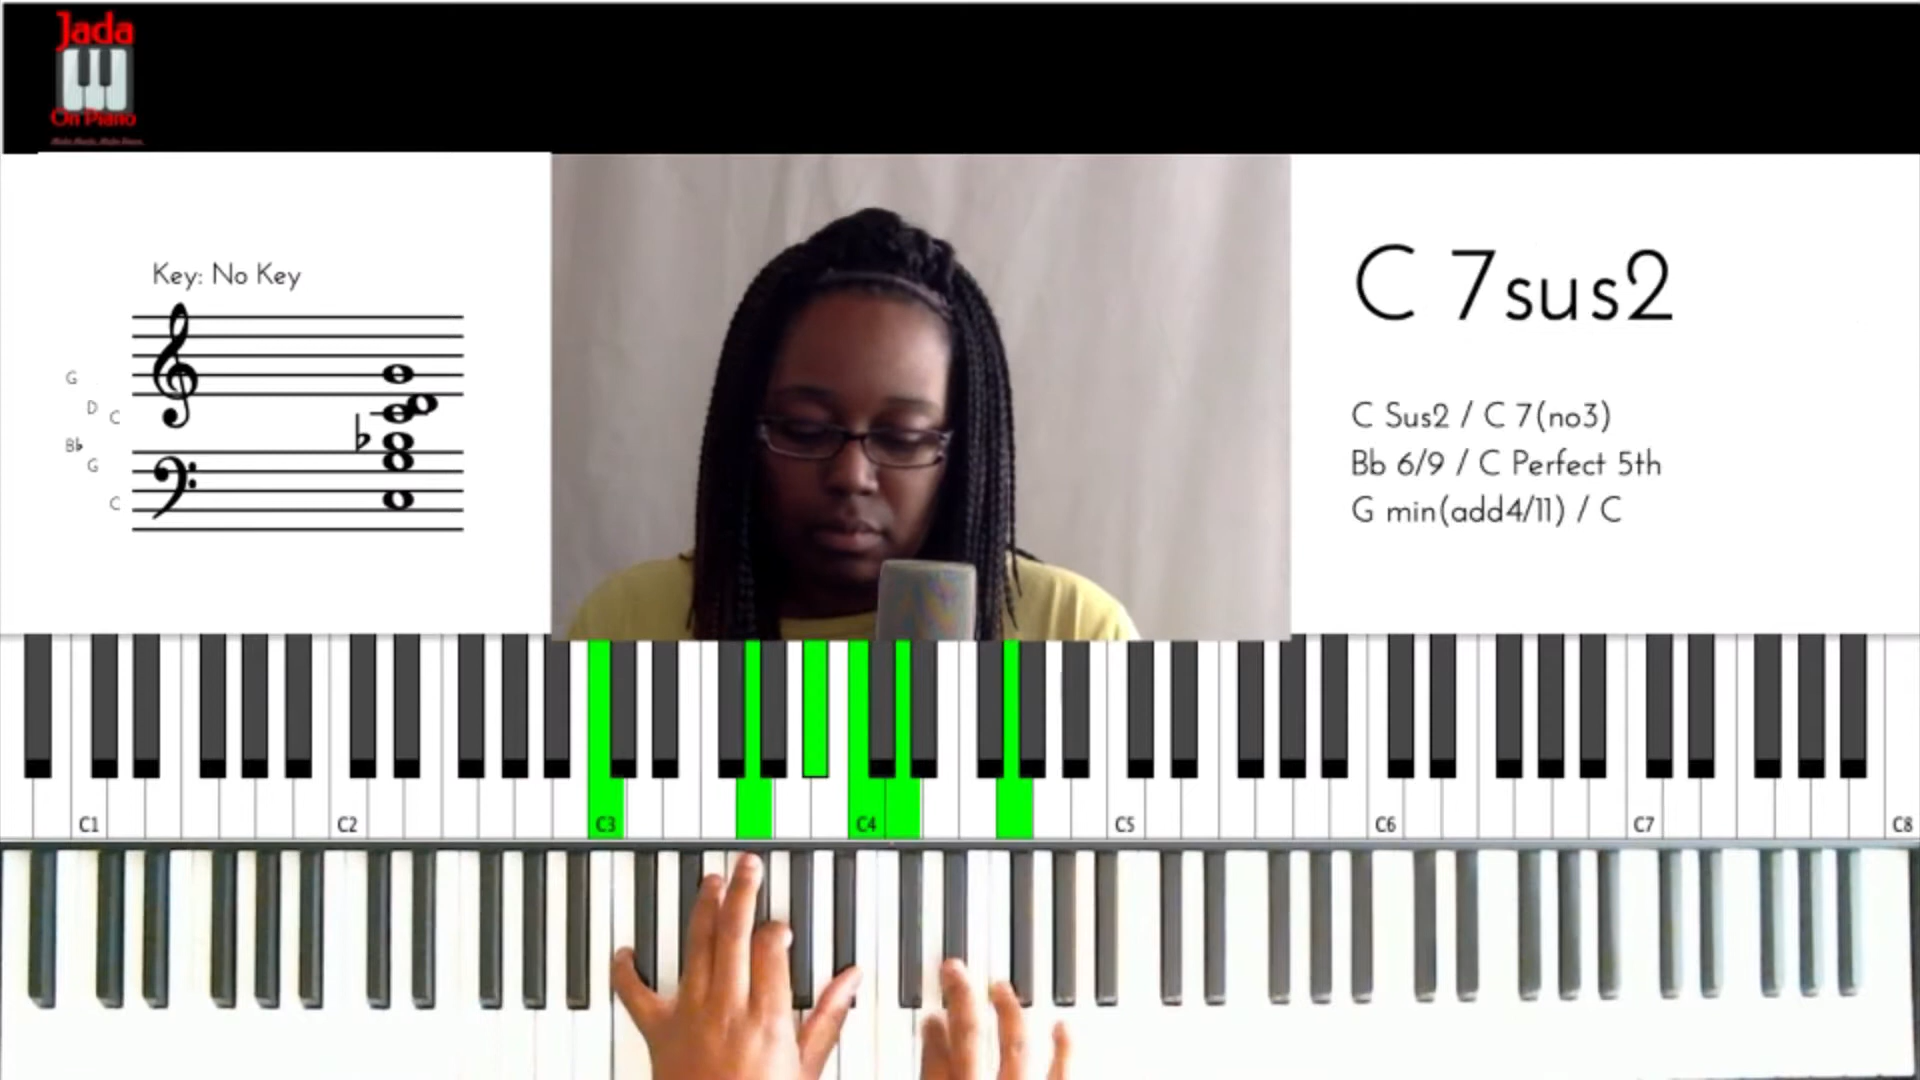 Jada
On Piano
Key: No Key
G
D
C
Bb
G
C
C 7sus2
C Sus2 / C 7(no3)
Bb 6/9 / C Perfect 5th
G min(add4/11) / C
C1 C2 C3 C4 C5 C6 C7 C8